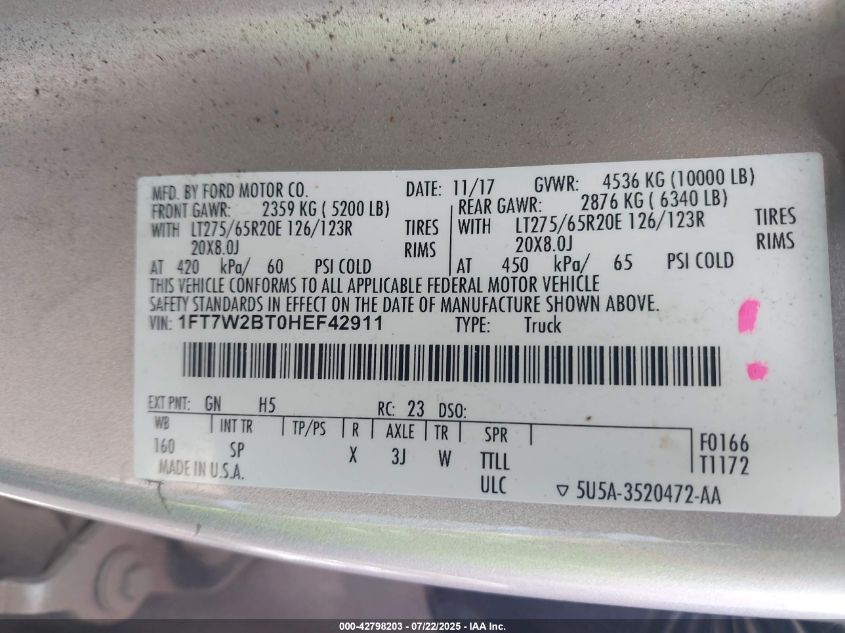 MFD. BY FORD MOTOR CO. DATE: 11/17 GVWR: 4536 KG (10000 LB)
FRONT GAWR: 2359 KG ( 5200 LB) REAR GAWR: 2876 KG ( 6340 LB)
WITH LT275/65R20E 126/123R TIRES WITH LT275/65R20E 126/123R TIRES
20X8.0J RIMS 20X8.0J RIMS
AT 420 kPa/ 60 PSI COLD AT 450 kPa/ 65 PSI COLD
THIS VEHICLE CONFORMS TO ALL APPLICABLE FEDERAL MOTOR VEHICLE
SAFETY STANDARDS IN EFFECT ON THE DATE OF MANUFACTURE SHOWN ABOVE.
VIN: 1FT7W2BT0HEF42911 TYPE: Truck
EXT PNT: GN H5 RC: 23 DSO:
WB INT TR TP/PS R AXLE TR SPR F0166
160 SP X 3J W TTLL T1172
MADE IN U.S.A. ULC ▽ 5U5A-3520472-AA
000-42798203 - 07/22/2025 - IAA Inc.